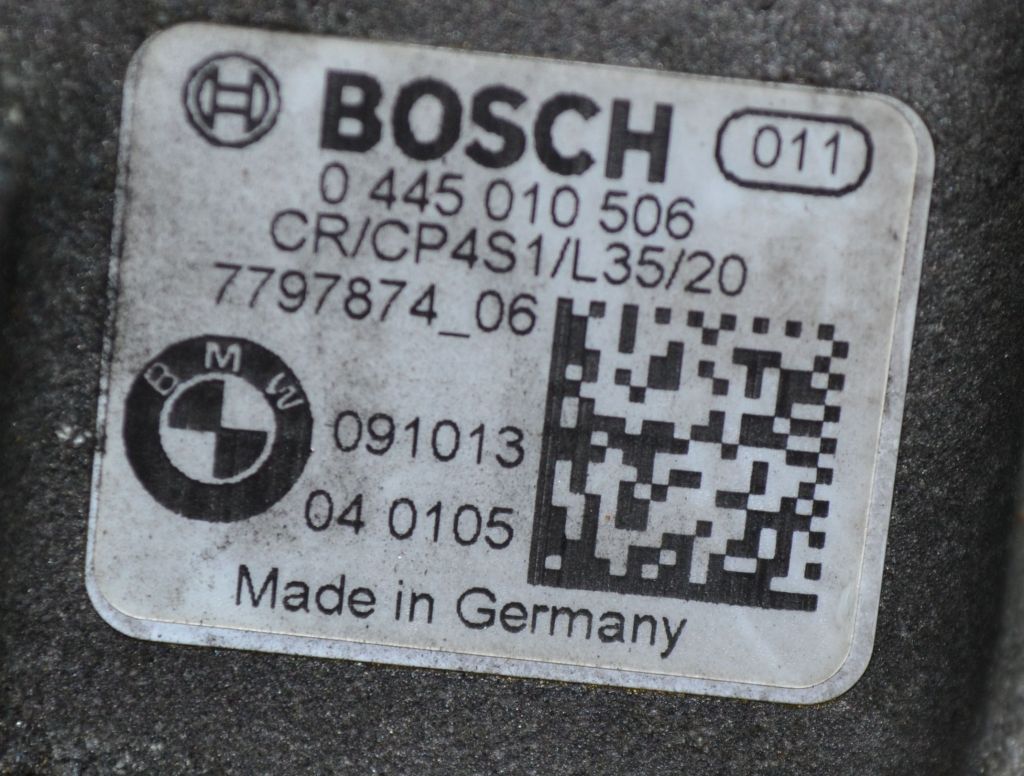 BOSCH 011
0 445 010 506
CR/CP4S1/L35/20
7797874_06
BMW
091013
04 0105
Made in Germany